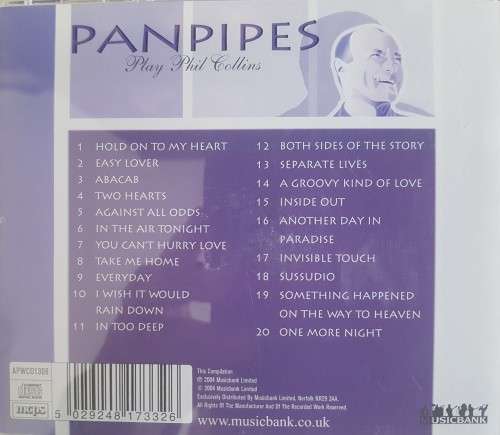 PANPIPES
Play Phil Collins
1 HOLD ON TO MY HEART
2 EASY LOVER
3 ABACAB
4 TWO HEARTS
5 AGAINST ALL ODDS
6 IN THE AIR TONIGHT
7 YOU CAN'T HURRY LOVE
8 TAKE ME HOME
9 EVERYDAY
10 I WISH IT WOULD
RAIN DOWN
11 IN TOO DEEP
12 BOTH SIDES OF THE STORY
13 SEPARATE LIVES
14 A GROOVY KIND OF LOVE
15 INSIDE OUT
16 ANOTHER DAY IN
PARADISE
17 INVISIBLE TOUCH
18 SUSSUDIO
19 SOMETHING HAPPENED
ON THE WAY TO HEAVEN
20 ONE MORE NIGHT
APWCD1306
COMPACT
disc
DIGITAL AUDIO
mcps
5 029248 173326
This Compilation
℗ 2004 Musicbank Limited
© 2004 Musicbank Limited
Exclusively Distributed By Musicbank Limited, Norfolk NR29 3AA.
All Rights Of The Manufacturer And Of The Recorded Work Reserved.
www.musicbank.co.uk
MUSICBANK